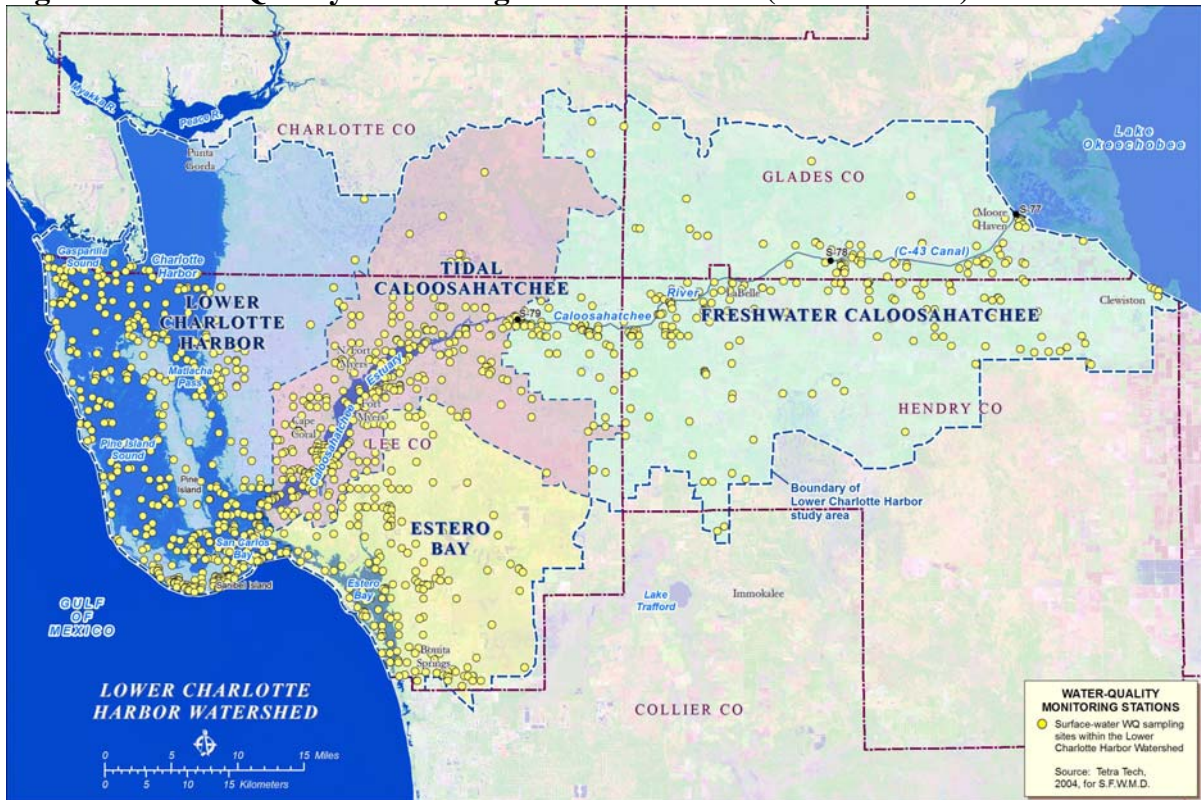 Myakka R.
Peace R.
CHARLOTTE CO
Punta
Gorda
Lake
Okeechobee
GLADES CO
Moore
Haven
S-77
Gasparilla
Sound
Charlotte
Harbor
S-78
(C-43 Canal)
TIDAL
CALOOSAHATCHEE
LOWER
CHARLOTTE
HARBOR
River
LaBelle
Clewiston
S-79
Caloosahatchee
FRESHWATER CALOOSAHATCHEE
N. Fort
Myers
Matlacha
Pass
Estuary
Fort
Myers
Cape
Coral
Caloosahatchee
LEE CO
HENDRY CO
Pine Island
Sound
Pine
Island
Boundary of
Lower Charlotte Harbor
study area
ESTERO
BAY
San Carlos
Bay
Sanibel Island
Estero
Bay
Lake
Trafford
Immokalee
GULF
OF
MEXICO
Bonita
Springs
COLLIER CO
LOWER CHARLOTTE
HARBOR WATERSHED
0 5 10 15 Miles
0 5 10 15 Kilometers
WATER-QUALITY
MONITORING STATIONS
Surface-water WQ sampling
sites within the Lower
Charlotte Harbor Watershed
Source: Tetra Tech,
2004, for S.F.W.M.D.